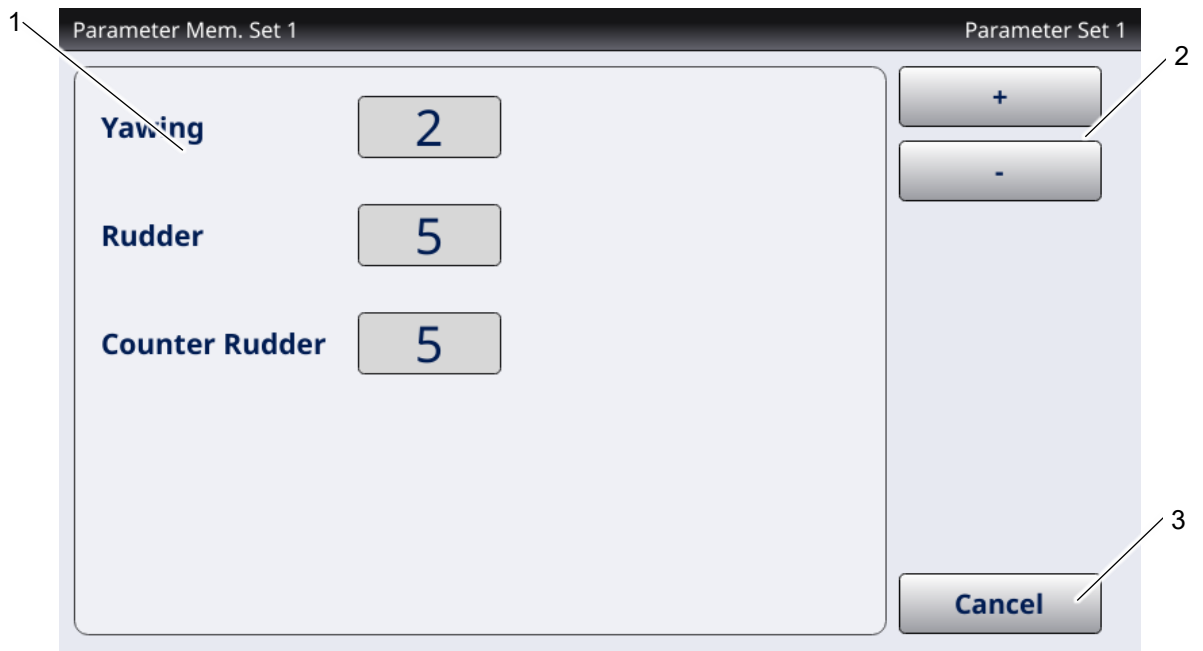 1
Parameter Mem. Set 1 Parameter Set 1
2
Yawing 2
+
-
Rudder 5
Counter Rudder 5
3
Cancel